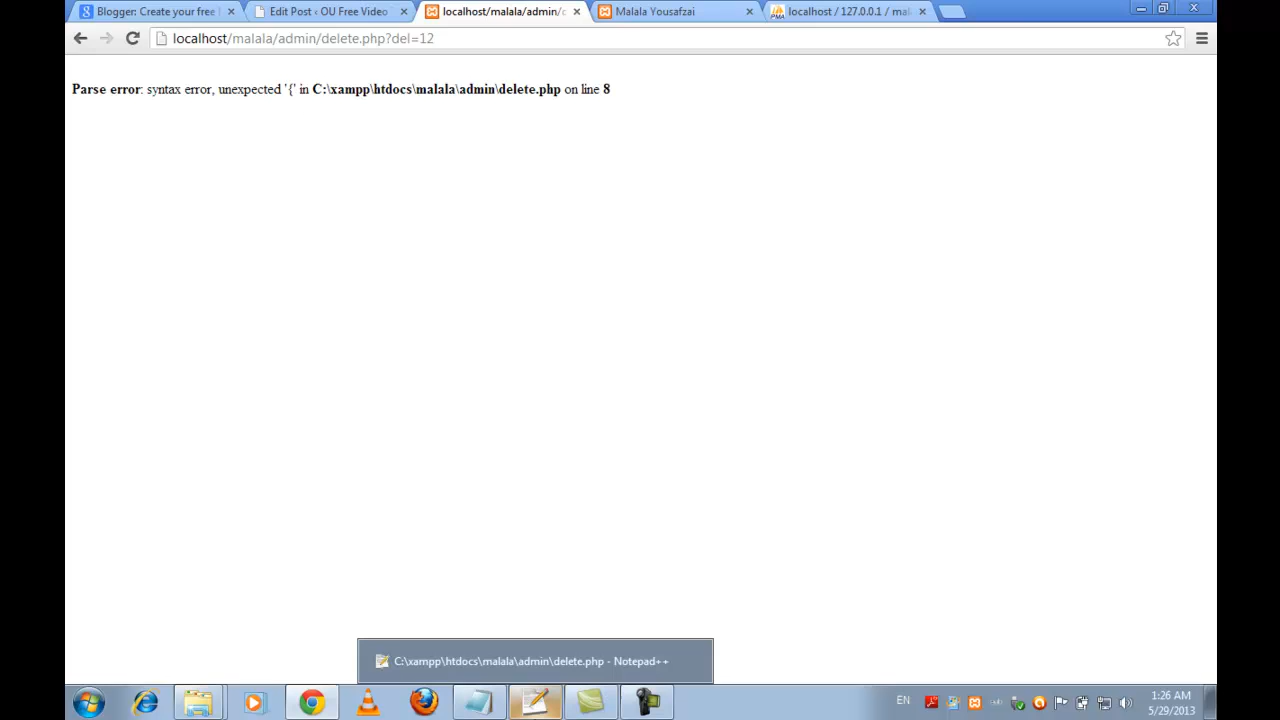 Blogger: Create your free
Edit Post ‹ OU Free Video
localhost/malala/admin/d
Malala Yousafzai
localhost / 127.0.0.1 / mal
localhost/malala/admin/delete.php?del=12
Parse error: syntax error, unexpected '{' in C:\xampp\htdocs\malala\admin\delete.php on line 8
C:\xampp\htdocs\malala\admin\delete.php - Notepad++
EN
1:26 AM
5/29/2013